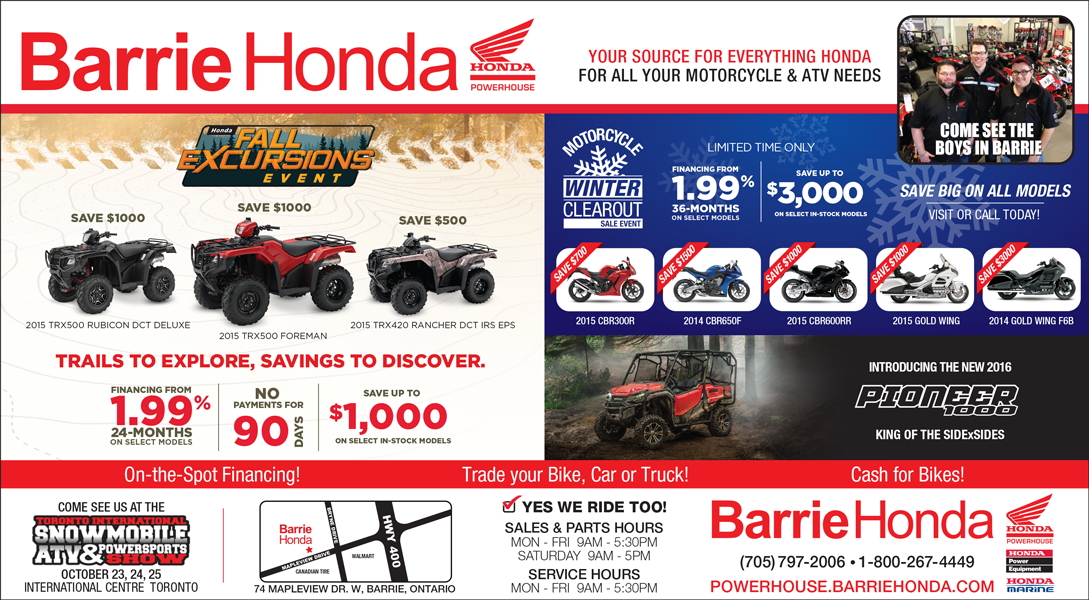 Barrie Honda
HONDA
POWERHOUSE
YOUR SOURCE FOR EVERYTHING HONDA
FOR ALL YOUR MOTORCYCLE & ATV NEEDS
COME SEE THE
BOYS IN BARRIE
Honda
FALL
EXCURSIONS
EVENT
SAVE $1000
SAVE $1000
SAVE $500
2015 TRX500 RUBICON DCT DELUXE
2015 TRX500 FOREMAN
2015 TRX420 RANCHER DCT IRS EPS
TRAILS TO EXPLORE, SAVINGS TO DISCOVER.
FINANCING FROM
1.99%
24-MONTHS
ON SELECT MODELS
NO
PAYMENTS FOR
90 DAYS
SAVE UP TO
$1,000
ON SELECT IN-STOCK MODELS
MOTORCYCLE
WINTER
CLEAROUT
SALE EVENT
LIMITED TIME ONLY
FINANCING FROM
1.99%
36-MONTHS
ON SELECT MODELS
SAVE UP TO
$3,000
ON SELECT IN-STOCK MODELS
SAVE BIG ON ALL MODELS
VISIT OR CALL TODAY!
SAVE $700
SAVE $1500
SAVE $1000
SAVE $1000
SAVE $3000
2015 CBR300R
2014 CBR650F
2015 CBR600RR
2015 GOLD WING
2014 GOLD WING F6B
INTRODUCING THE NEW 2016
PIONEER
1000
KING OF THE SIDExSIDES
On-the-Spot Financing!
Trade your Bike, Car or Truck!
Cash for Bikes!
COME SEE US AT THE
TORONTO INTERNATIONAL
SNOWMOBILE
ATV& POWERSPORTS
SHOW
OCTOBER 23, 24, 25
INTERNATIONAL CENTRE TORONTO
Barrie
Honda
MAPLEVIEW DRIVE
HWY 400
WALMART
CANADIAN TIRE
74 MAPLEVIEW DR. W, BARRIE, ONTARIO
YES WE RIDE TOO!
SALES & PARTS HOURS
MON - FRI 9AM - 5:30PM
SATURDAY 9AM - 5PM
SERVICE HOURS
MON - FRI 9AM - 5:30PM
Barrie Honda
(705) 797-2006 • 1-800-267-4449
POWERHOUSE.BARRIEHONDA.COM
HONDA
POWERHOUSE
HONDA
Power
Equipment
HONDA
MARINE